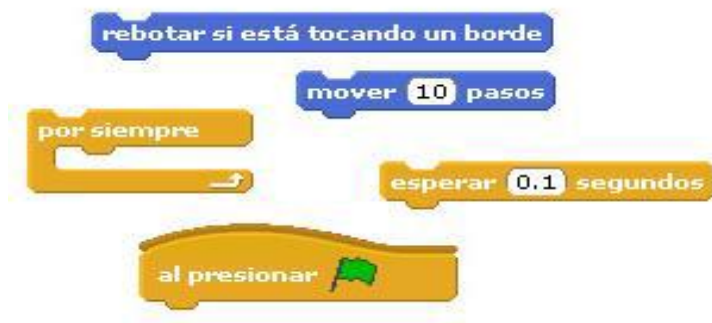 rebotar si está tocando un borde
mover 10 pasos
por siempre
esperar 0.1 segundos
al presionar